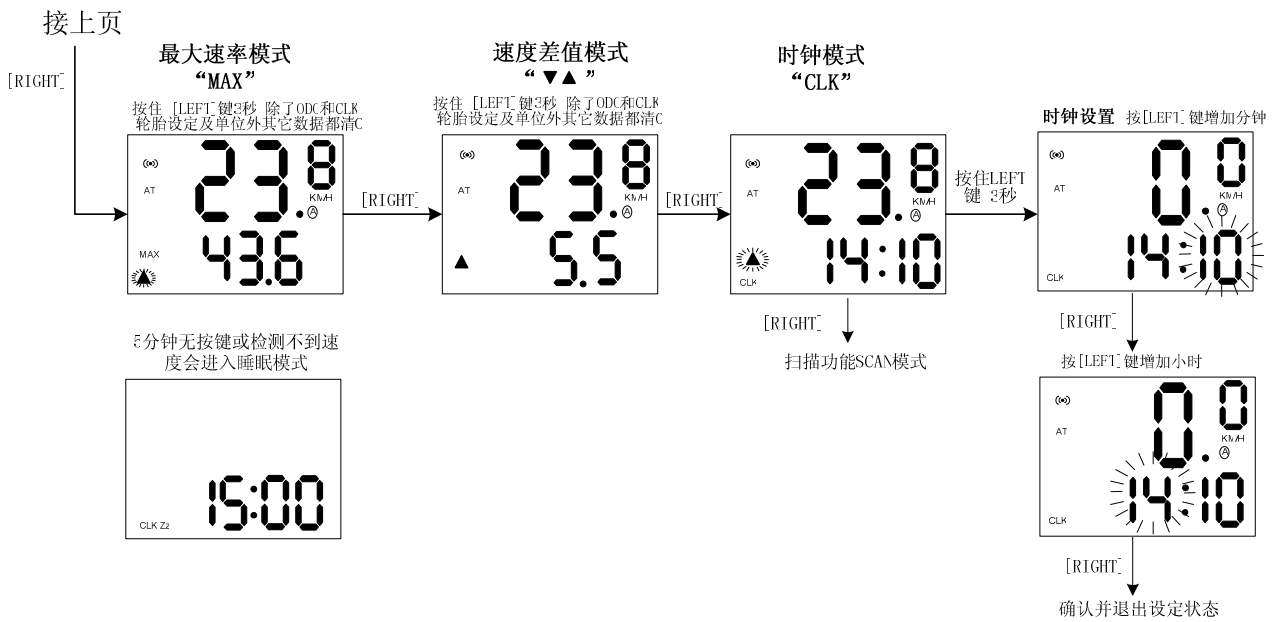 接上页
[RIGHT]
最大速率模式
“MAX”
按住 [LEFT]键3秒 除了ODO和CLK
轮胎设定及单位外其它数据都清0
AT
23.8
KM/H
A
MAX
43.6
[RIGHT]
速度差值模式
“▼▲”
按住 [LEFT]键3秒 除了ODO和CLK
轮胎设定及单位外其它数据都清0
AT
23.8
KM/H
A
5.5
[RIGHT]
时钟模式
“CLK”
AT
23.8
KM/H
A
14:10
CLK
按住LEFT
键 3秒
时钟设置 按[LEFT]键增加分钟
AT
0.0
KM/H
A
14:10
CLK
[RIGHT]
扫描功能SCAN模式
[RIGHT]
按[LEFT]键增加小时
AT
0.0
KM/H
A
14:10
CLK
[RIGHT]
确认并退出设定状态
5分钟无按键或检测不到速
度会进入睡眠模式
15:00
CLK Zz